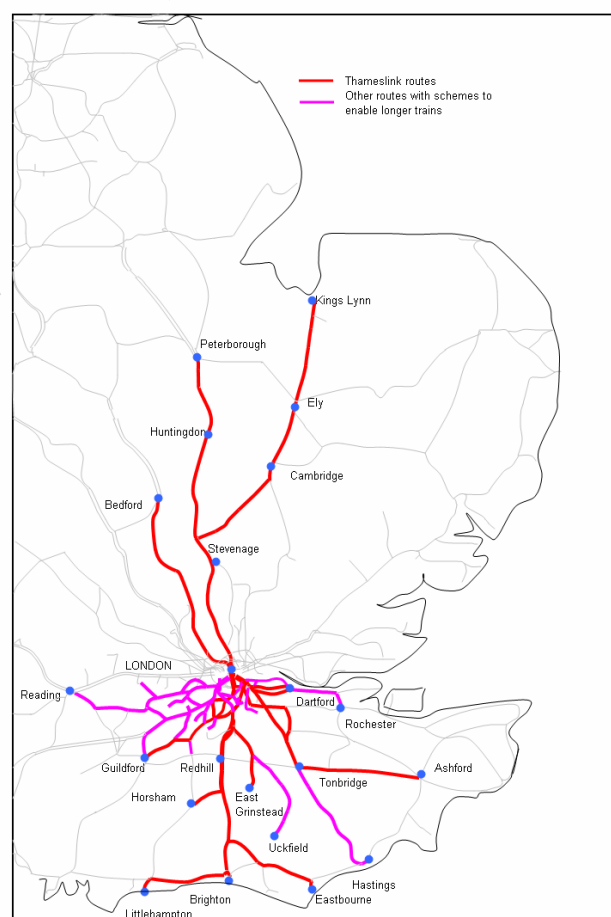 Thameslink routes
Other routes with schemes to
enable longer trains
Kings Lynn
Peterborough
Ely
Huntingdon
Cambridge
Bedford
Stevenage
LONDON
Reading
Dartford
Rochester
Guildford
Redhill
Tonbridge
Ashford
Horsham
East
Grinstead
Uckfield
Hastings
Brighton
Eastbourne
Littlehampton